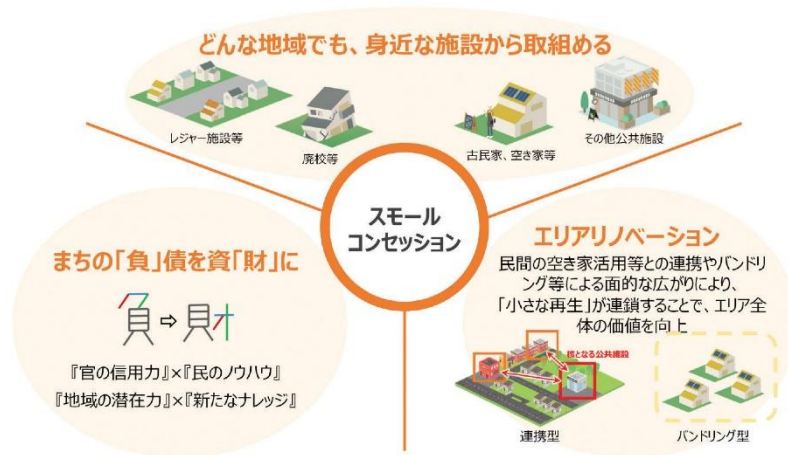 どんな地域でも、身近な施設から取組める
レジャー施設等
廃校等
古民家、空き家等
その他公共施設
スモール
コンセッション
まちの「負」債を資「財」に
負⇨財
『官の信用力』×『民のノウハウ』
『地域の潜在力』×『新たなナレッジ』
エリアリノベーション
民間の空き家活用等との連携やバンドリ
ング等による面的な広がりにより、
「小さな再生」が連鎖することで、エリア全
体の価値を向上
核となる公共施設
連携型
バンドリング型